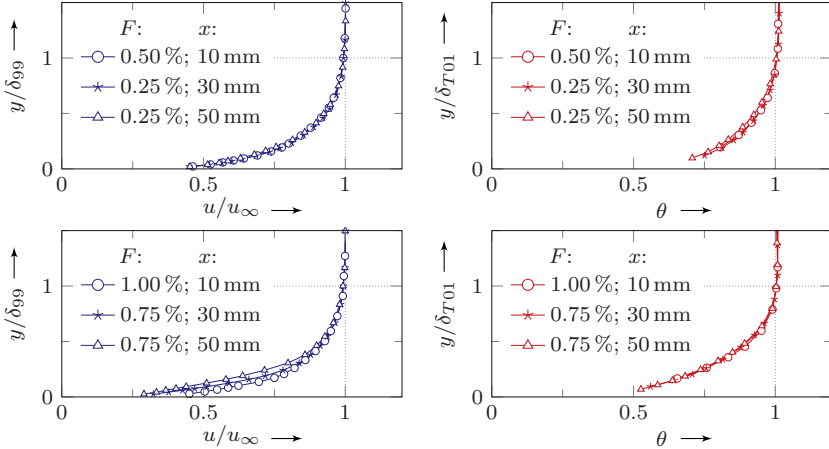 y/δ99
F: x:
0.50 %; 10 mm
0.25 %; 30 mm
0.25 %; 50 mm
1
0
0 0.5 1
u/u∞
y/δT01
F: x:
0.50 %; 10 mm
0.25 %; 30 mm
0.25 %; 50 mm
1
0
0 0.5 1
θ
y/δ99
F: x:
1.00 %; 10 mm
0.75 %; 30 mm
0.75 %; 50 mm
1
0
0 0.5 1
u/u∞
y/δT01
F: x:
1.00 %; 10 mm
0.75 %; 30 mm
0.75 %; 50 mm
1
0
0 0.5 1
θ